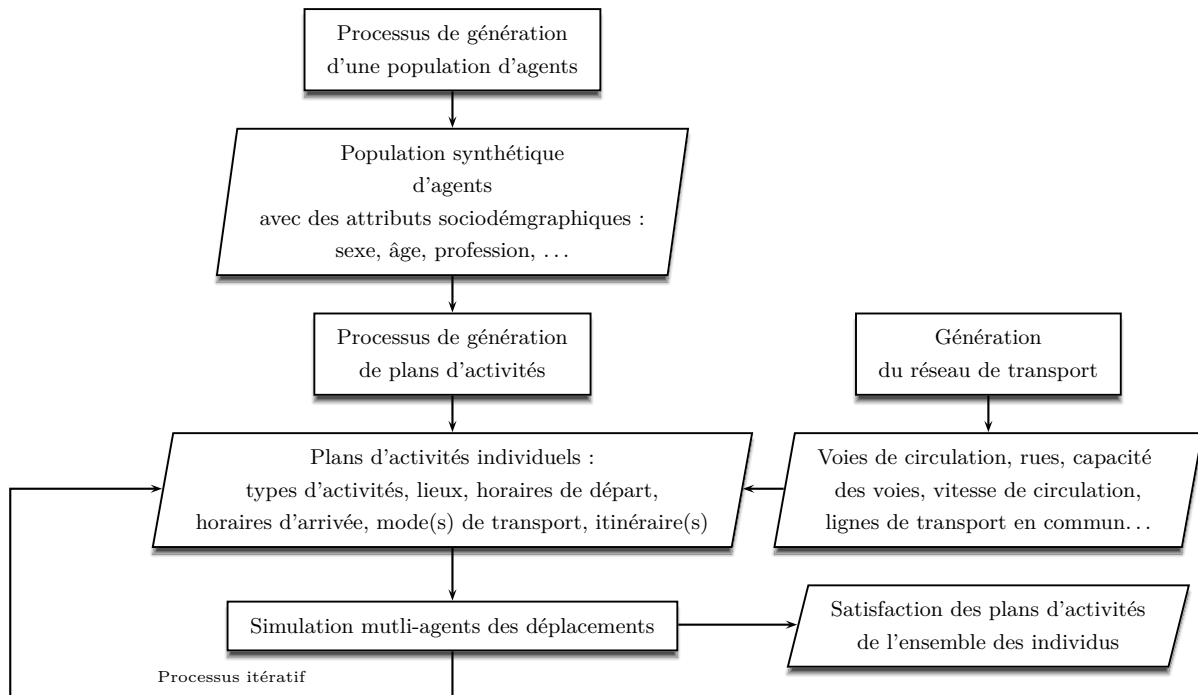 Processus de génération
d'une population d'agents
Population synthétique
d'agents
avec des attributs sociodémgraphiques :
sexe, âge, profession, ...
Processus de génération
de plans d'activités
Génération
du réseau de transport
Plans d'activités individuels :
types d'activités, lieux, horaires de départ,
horaires d'arrivée, mode(s) de transport, itinéraire(s)
Voies de circulation, rues, capacité
des voies, vitesse de circulation,
lignes de transport en commun...
Simulation mutli-agents des déplacements
Satisfaction des plans d'activités
de l'ensemble des individus
Processus itératif